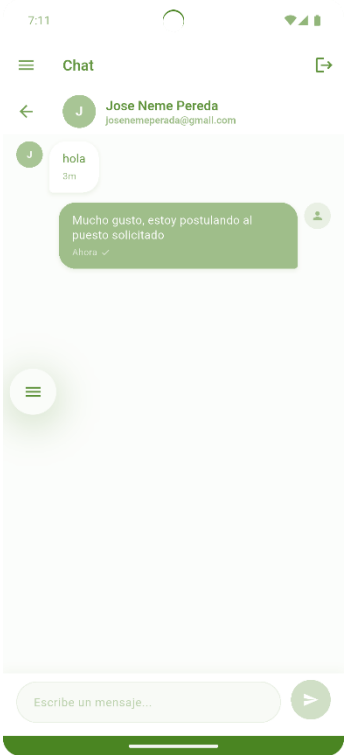 7:11
Chat
J
Jose Neme Pereda
josenemeperada@gmail.com
J
hola
3m
Mucho gusto, estoy postulando al
puesto solicitado
Ahora
Escribe un mensaje...